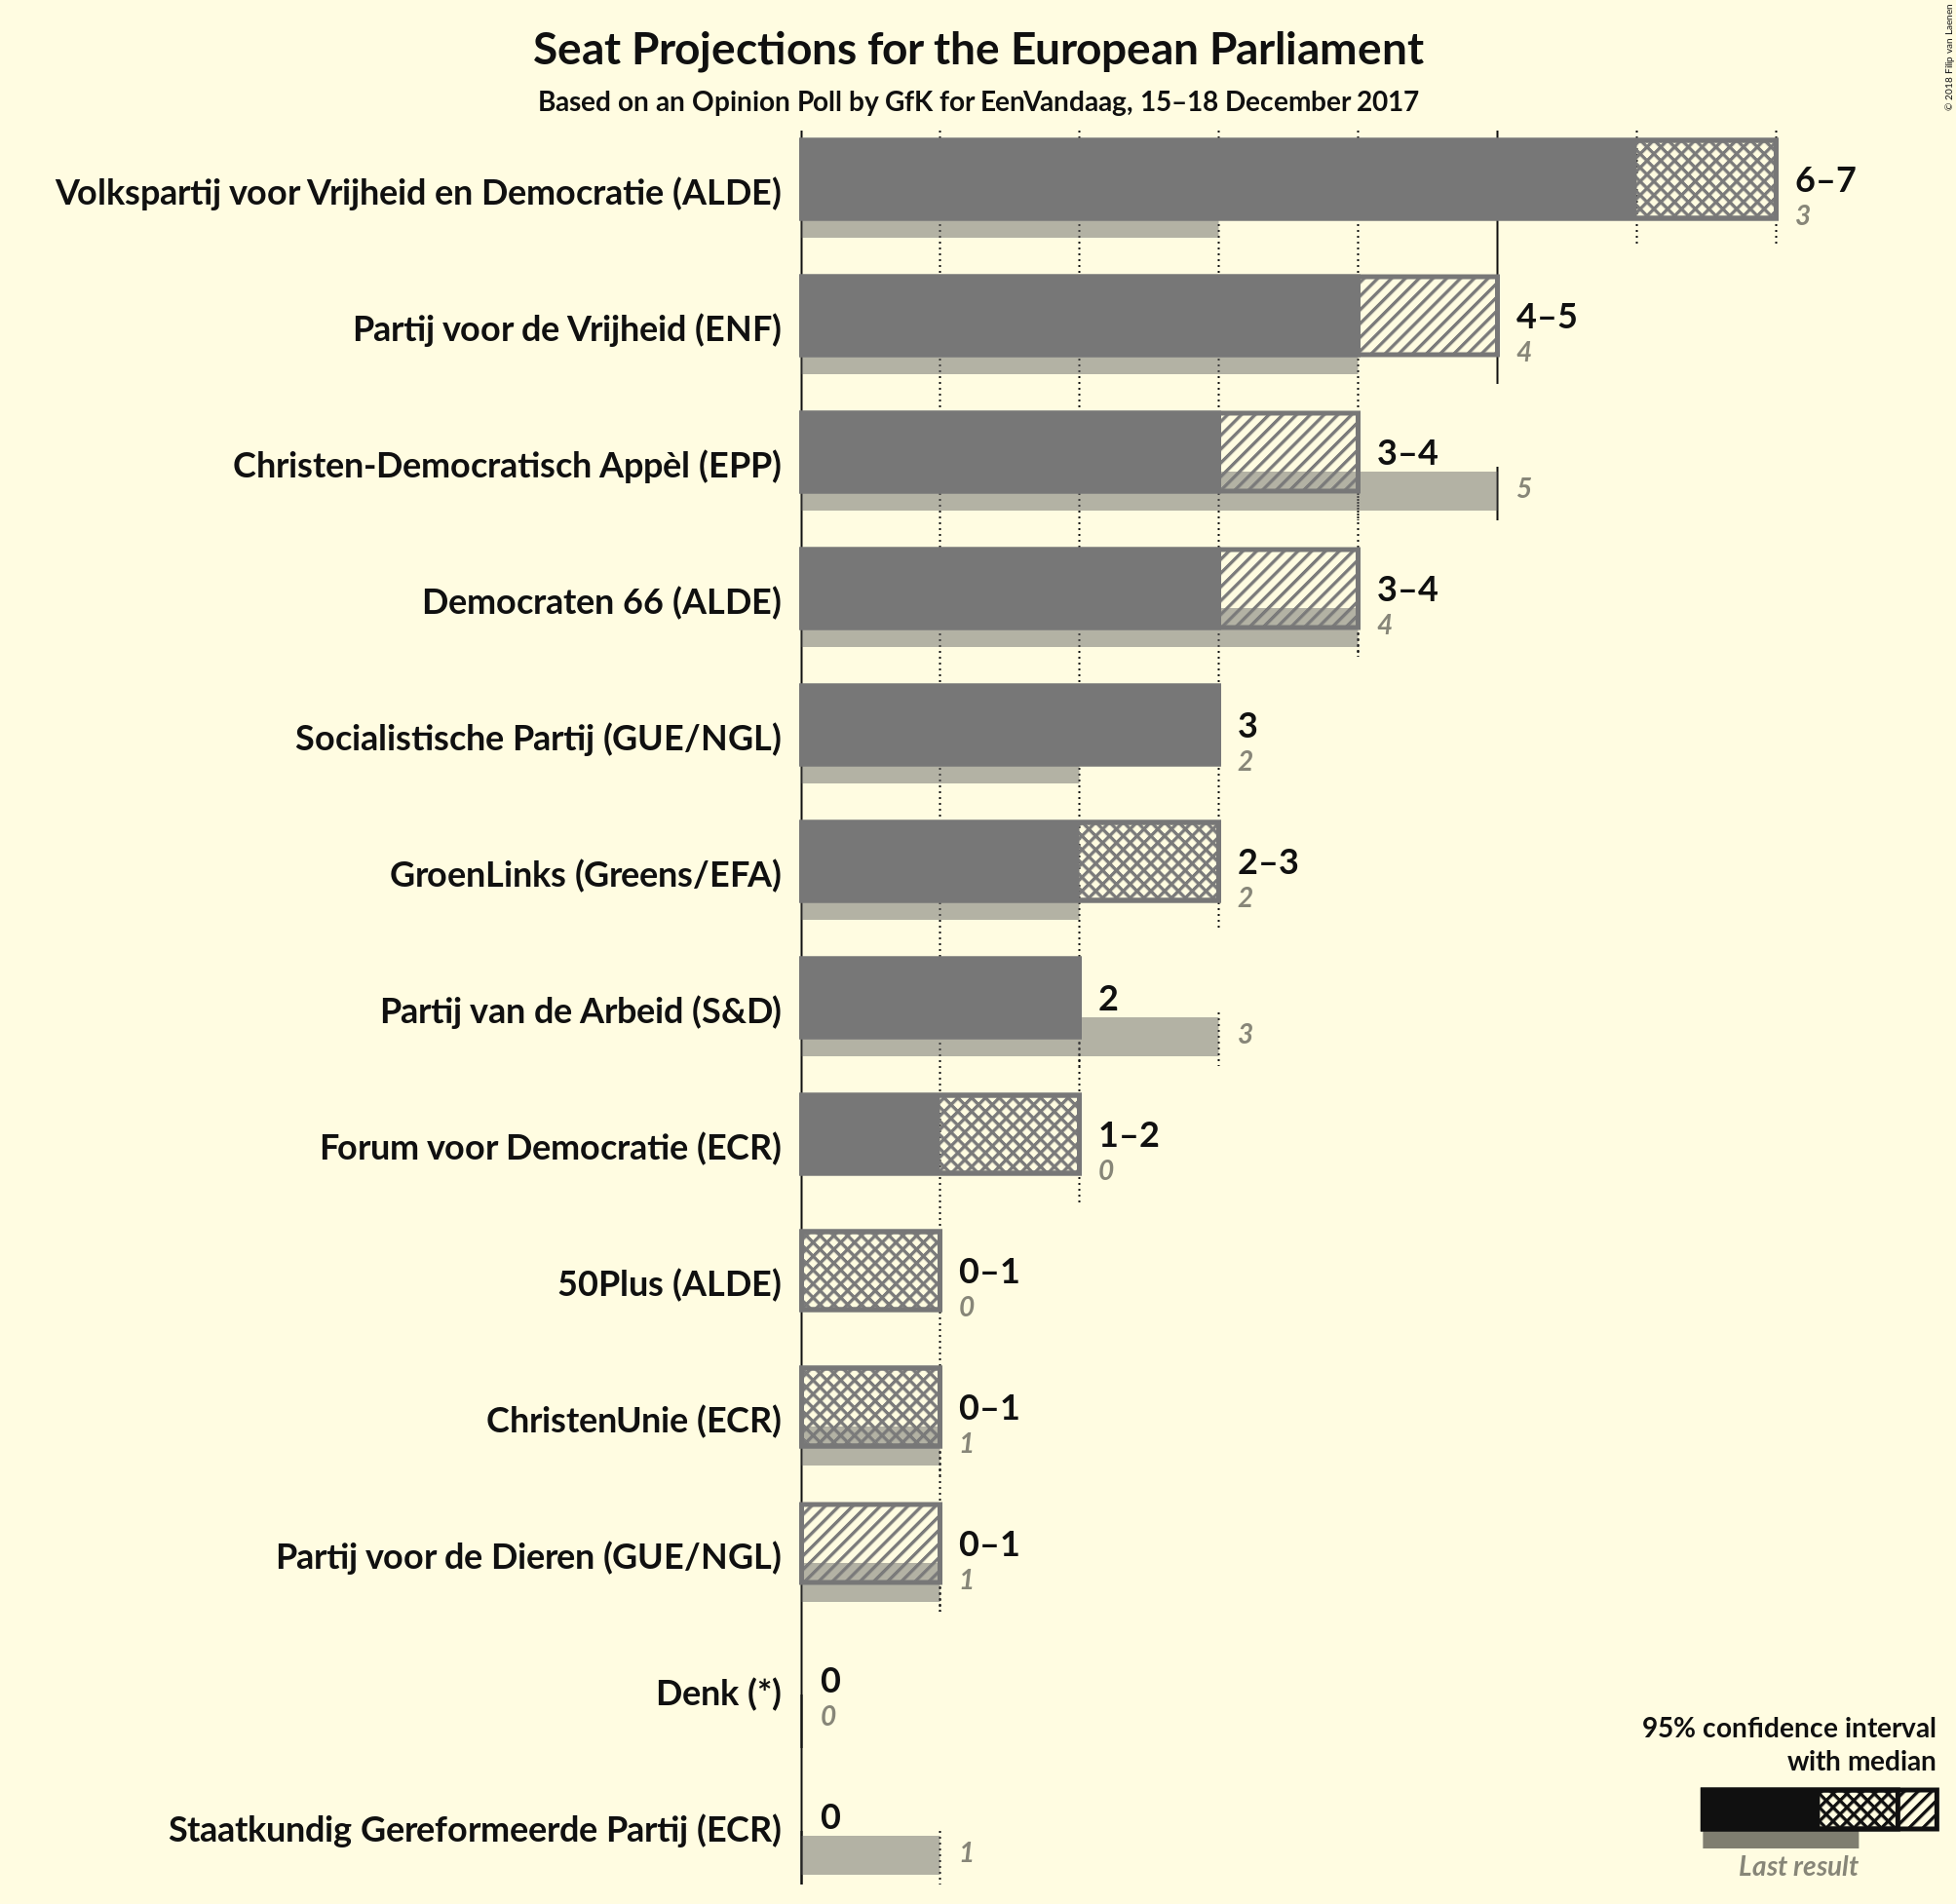 Seat Projections for the European Parliament
Based on an Opinion Poll by GfK for EenVandaag, 15–18 December 2017
© 2018 Filip van Laenen
Volkspartij voor Vrijheid en Democratie (ALDE)
6–7
3
Partij voor de Vrijheid (ENF)
4–5
4
Christen-Democratisch Appèl (EPP)
3–4
5
Democraten 66 (ALDE)
3–4
4
Socialistische Partij (GUE/NGL)
3
2
GroenLinks (Greens/EFA)
2–3
2
Partij van de Arbeid (S&D)
2
3
Forum voor Democratie (ECR)
1–2
0
50Plus (ALDE)
0–1
0
ChristenUnie (ECR)
0–1
1
Partij voor de Dieren (GUE/NGL)
0–1
1
Denk (*)
0
0
Staatkundig Gereformeerde Partij (ECR)
0
1
95% confidence interval
with median
Last result